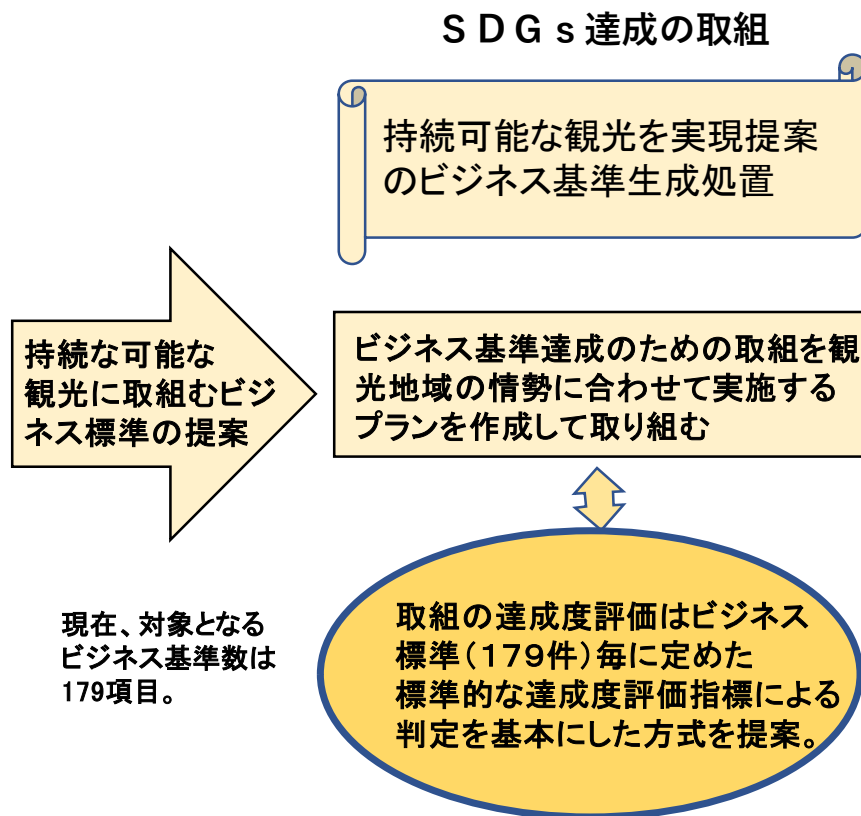 ＳＤＧｓ達成の取組
持続可能な観光を実現提案
のビジネス基準生成処置
持続な可能な
観光に取組むビジ
ネス標準の提案
ビジネス基準達成のための取組を観
光地域の情勢に合わせて実施する
プランを作成して取り組む
現在、対象となる
ビジネス基準数は
179項目。
取組の達成度評価はビジネス
標準（１７９件）毎に定めた
標準的な達成度評価指標による
判定を基本にした方式を提案。